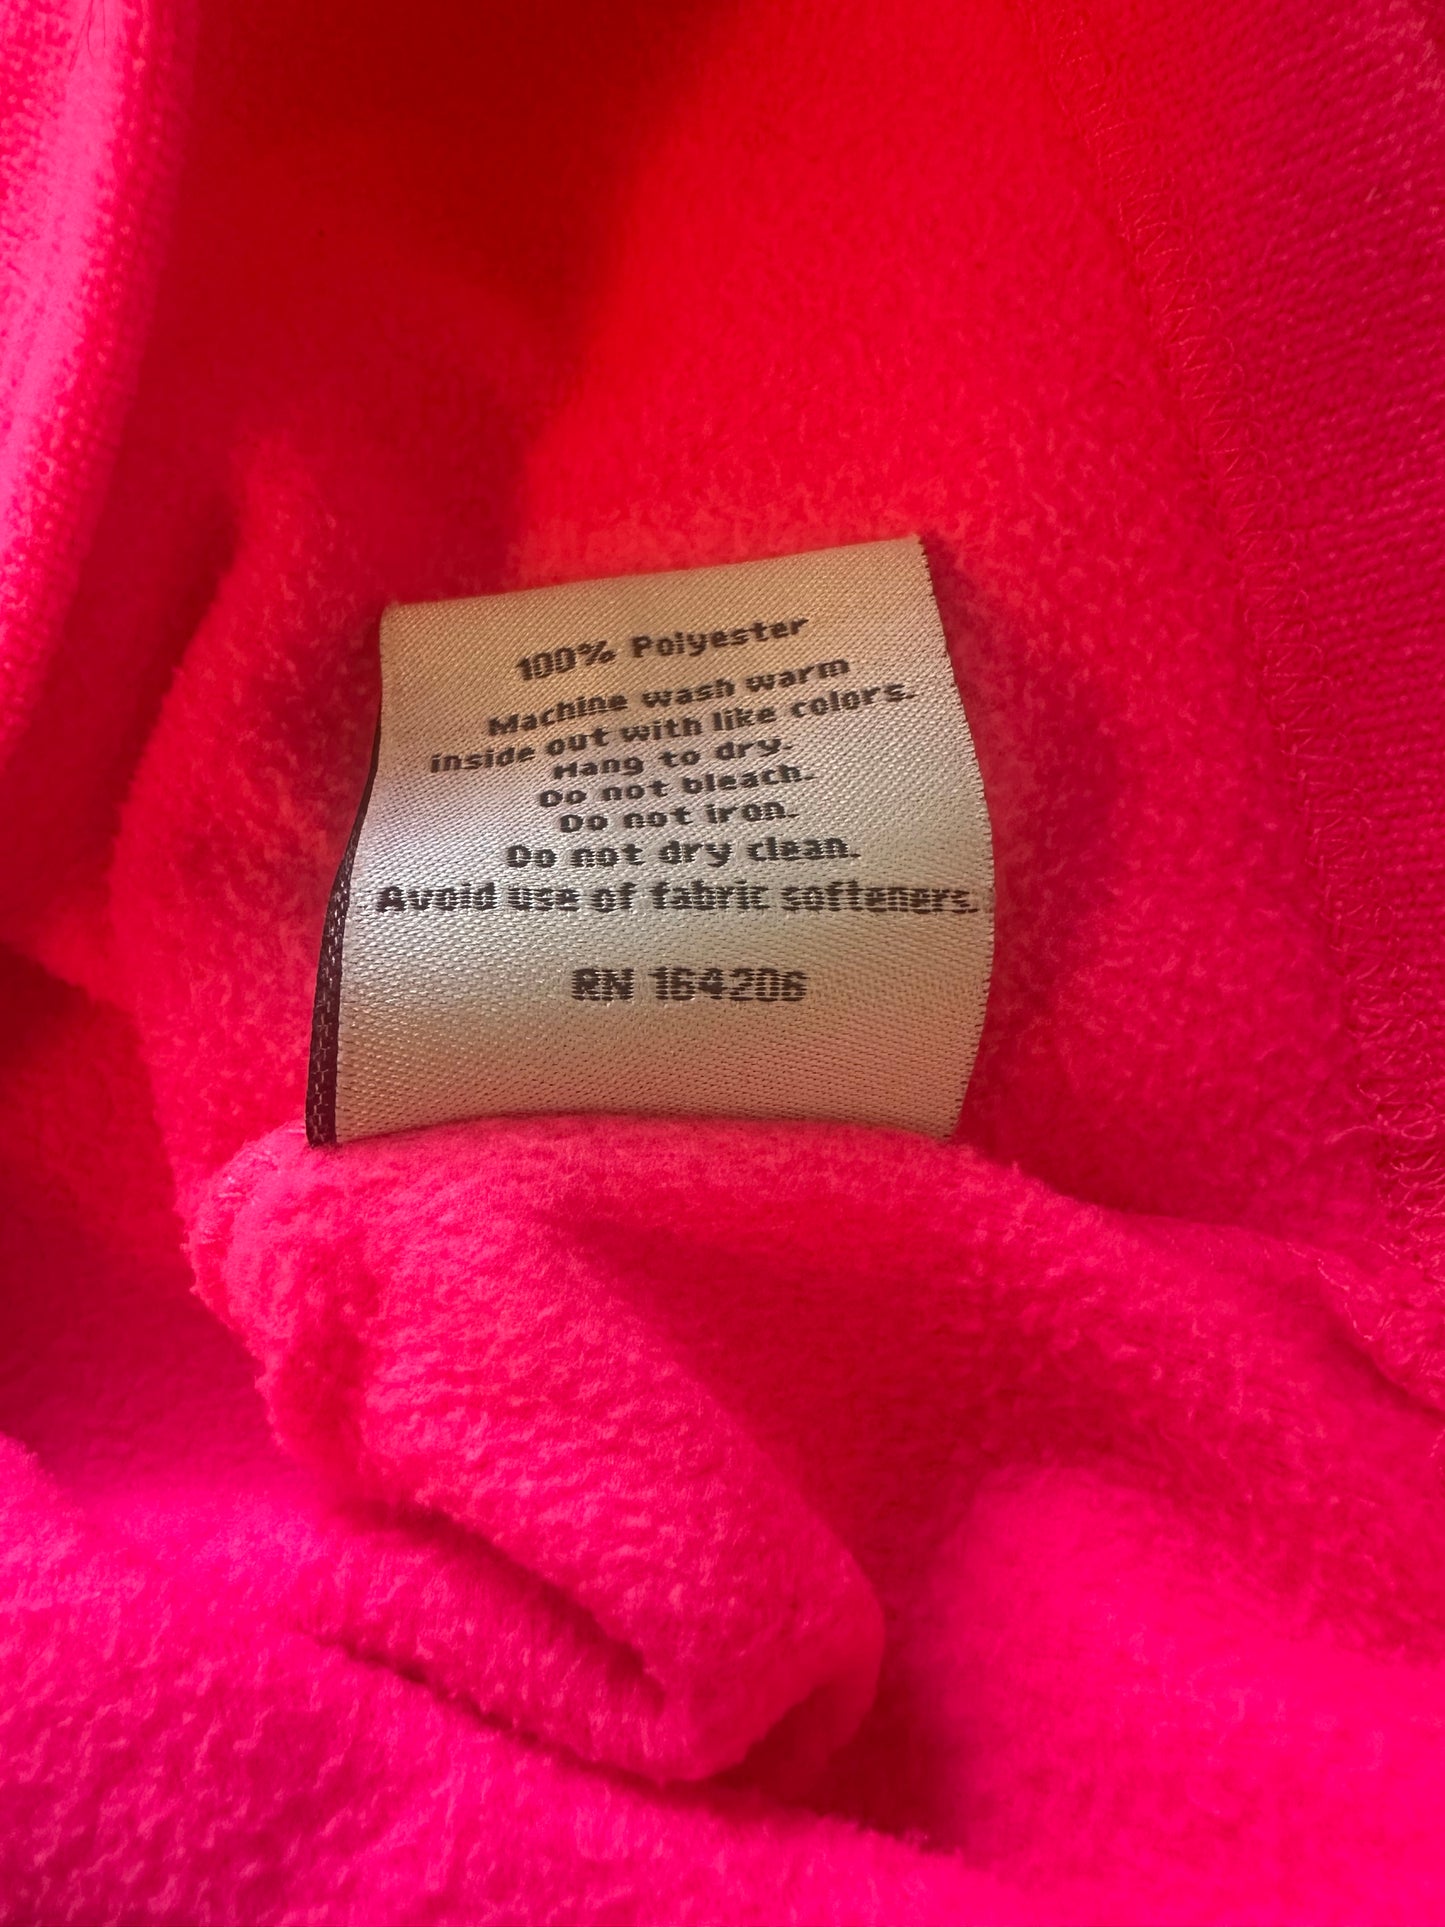 100% Polyester
Machine wash warm
inside out with like colors.
Hang to dry.
Do not bleach.
Do not iron.
Do not dry clean.
Avoid use of fabric softeners.
RN 164206